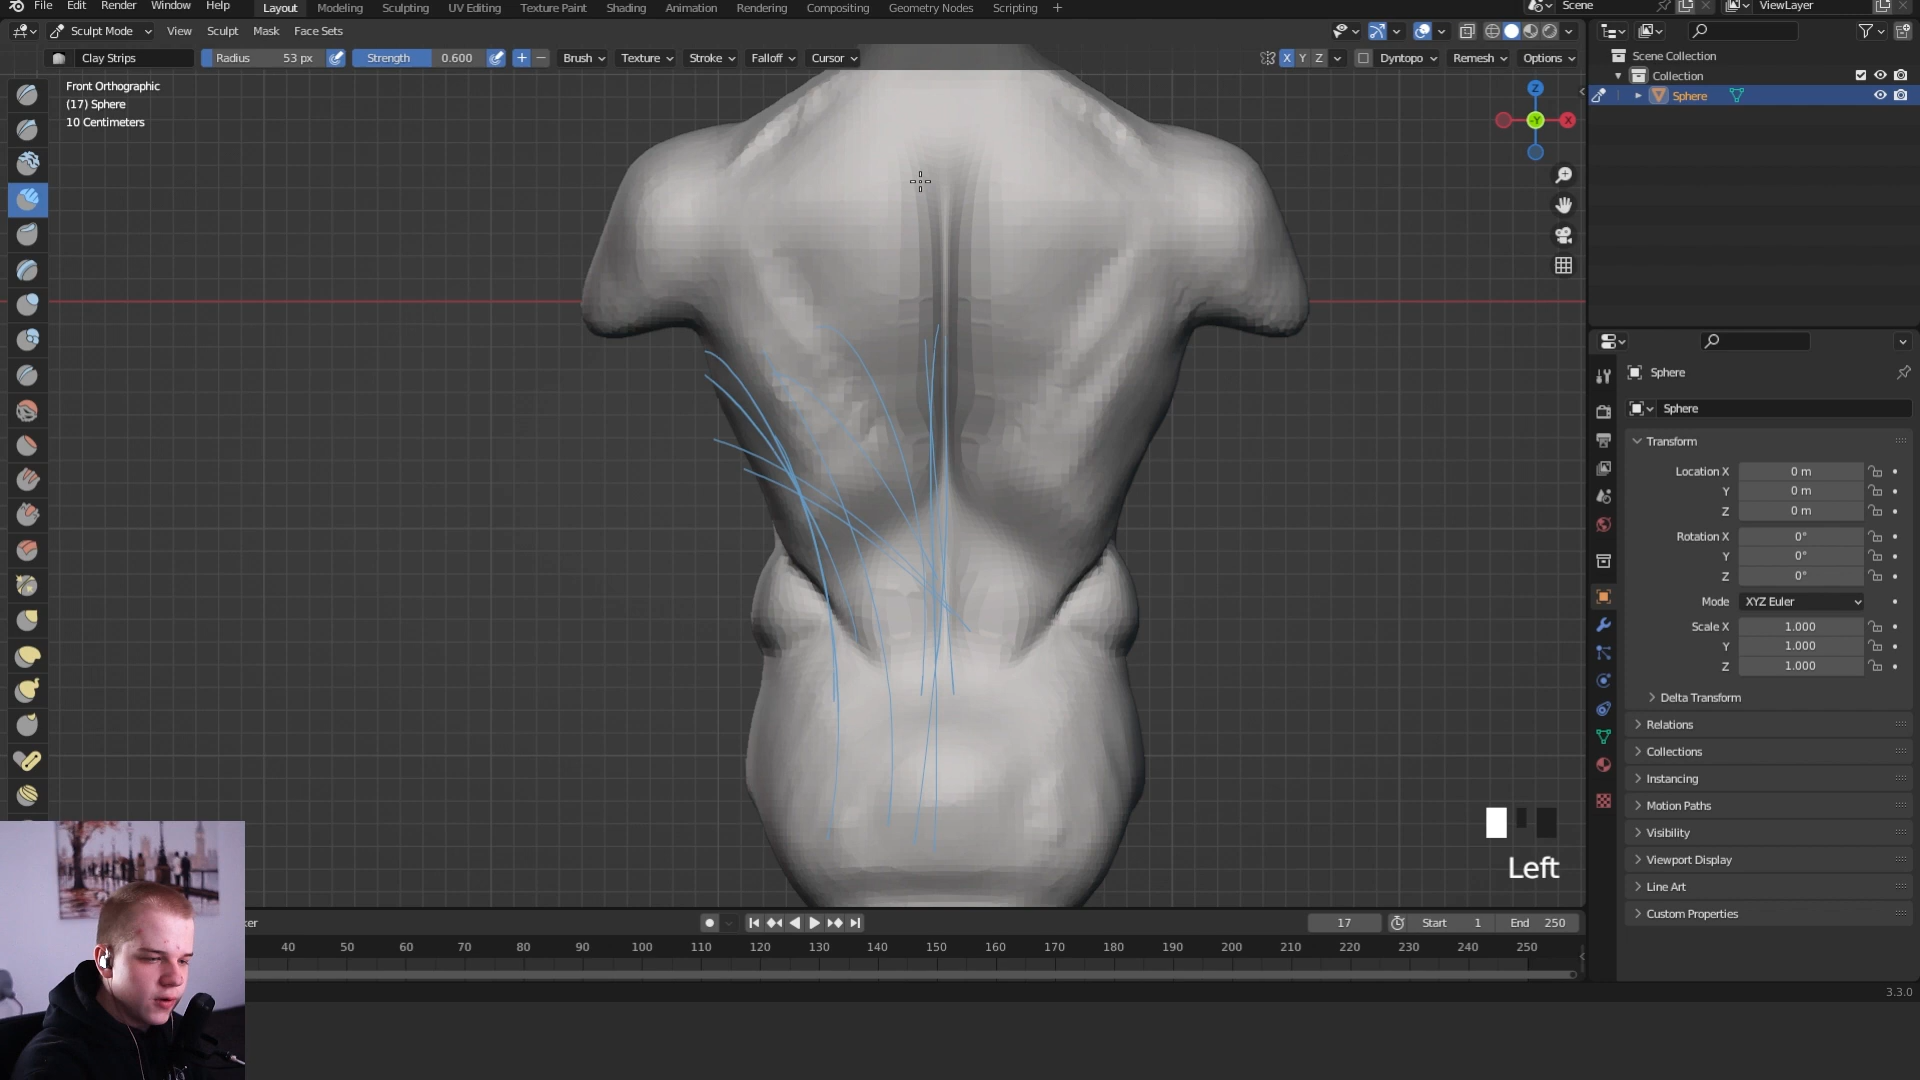 File Edit Render Window Help Layout Modeling Sculpting UV Editing Texture Paint Shading Animation Rendering Compositing Geometry Nodes Scripting + Scene ViewLayer
Sculpt Mode View Sculpt Mask Face Sets
Clay Strips Radius 53 px Strength 0.600 + − Brush Texture Stroke Falloff Cursor X Y Z Dyntopo Remesh Options
Front Orthographic
(17) Sphere
10 Centimeters
Z
-Y
X
Scene Collection
Collection
Sphere
Sphere
Sphere
Transform
Location X 0 m
Y 0 m
Z 0 m
Rotation X 0°
Y 0°
Z 0°
Mode XYZ Euler
Scale X 1.000
Y 1.000
Z 1.000
Delta Transform
Relations
Collections
Instancing
Motion Paths
Visibility
Viewport Display
Line Art
Custom Properties
Left
ker 17 Start 1 End 250
40 50 60 70 80 90 100 110 120 130 140 150 160 170 180 190 200 210 220 230 240 250
3.3.0